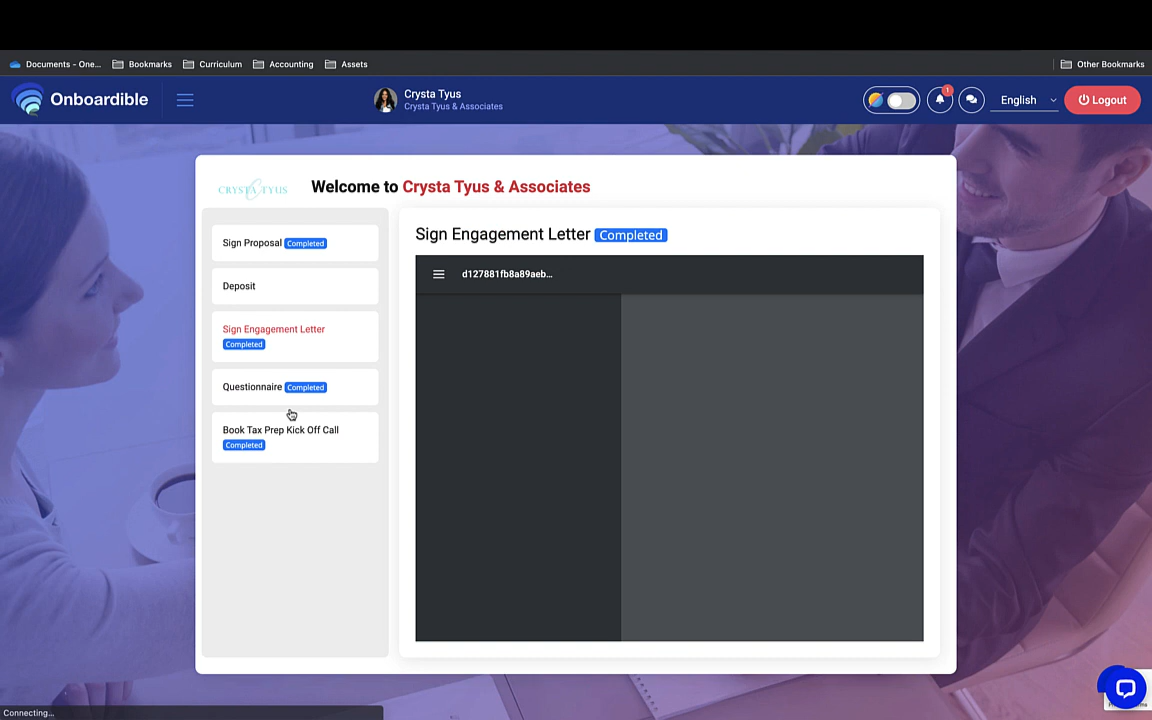 Documents - One...
Bookmarks
Curriculum
Accounting
Assets
Other Bookmarks
Onboardible
Crysta Tyus
Crysta Tyus & Associates
1
English
Logout
CRYSTA TYUS
Welcome to Crysta Tyus & Associates
Sign Proposal Completed
Deposit
Sign Engagement Letter
Completed
Questionnaire Completed
Book Tax Prep Kick Off Call
Completed
Sign Engagement Letter Completed
d127881fb8a89aeb...
Connecting...